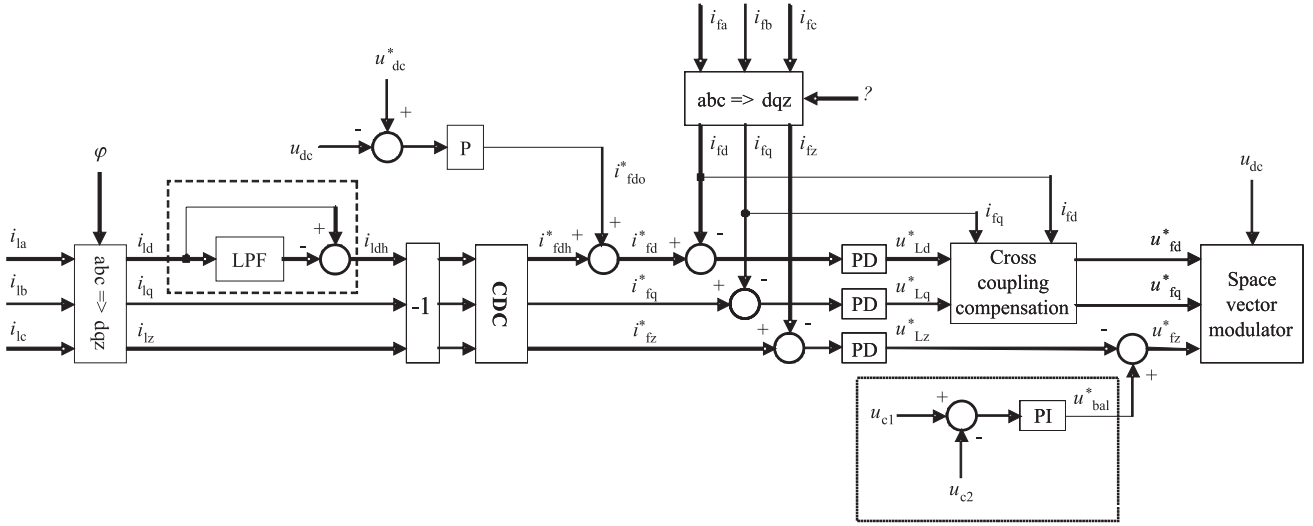 i_fa i_fb i_fc
u*_dc
+
abc => dqz ?
-
u_dc P
i_fd i_fq i_fz
φ
i*_fdo
u_dc
i_fq i_fd
i_la i_ld + i_ldh i*_fdh + + i*_fd + - u*_Ld u*_fd
LPF - PD
i_lb i_lq i*_fq + - u*_Lq u*_fq
abc => dqz -1 CDC PD Cross coupling compensation Space vector modulator
i_lc i_lz i*_fz + - u*_Lz - u*_fz
PD
+
+ u*_bal
u_c1 PI
-
u_c2